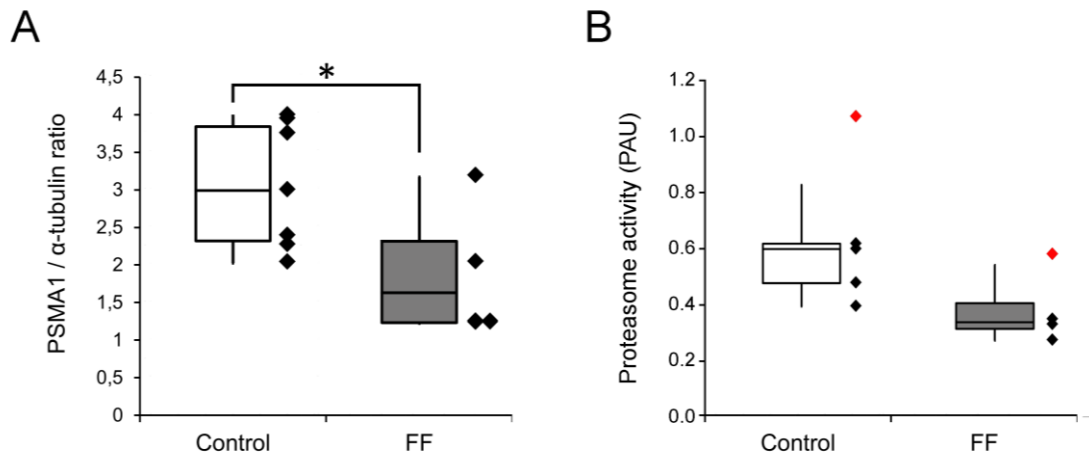 A
PSMA1 / α-tubulin ratio
4,5
4
3,5
3
2,5
2
1,5
1
0,5
0
*
Control
FF
B
Proteasome activity (PAU)
1.2
1.0
0.8
0.6
0.4
0.2
0.0
Control
FF